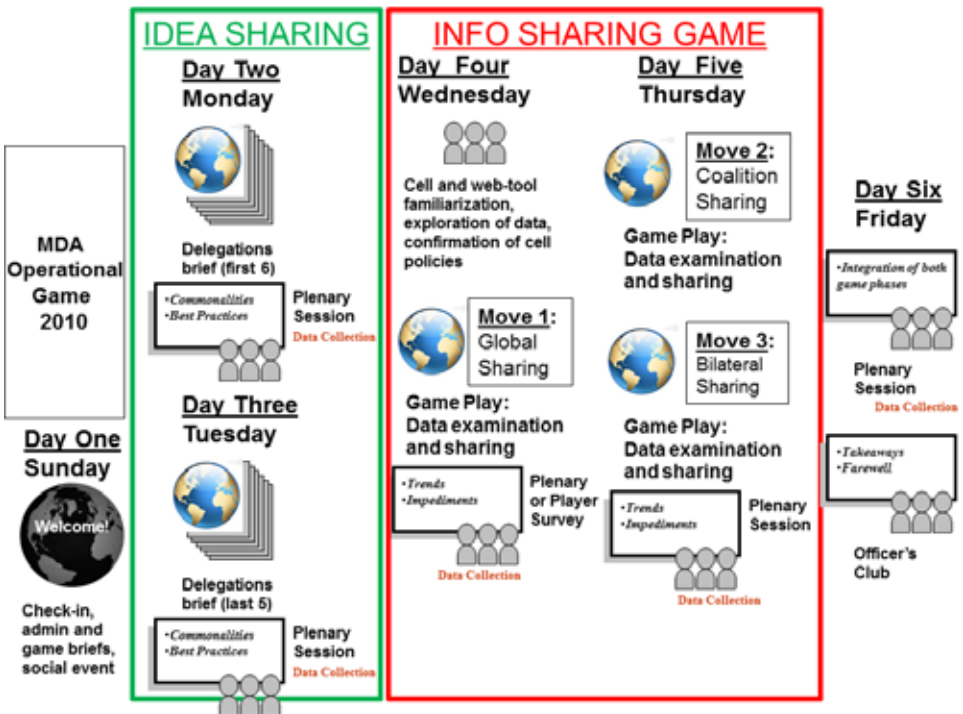 MDA
Operational
Game
2010
Day One
Sunday
Welcome!
Check-in,
admin and
game briefs,
social event
IDEA SHARING
Day Two
Monday
Delegations
brief (first 6)
•Commonalities
•Best Practices
Plenary
Session
Data Collection
Day Three
Tuesday
Delegations
brief (last 5)
•Commonalities
•Best Practices
Plenary
Session
Data Collection
INFO SHARING GAME
Day Four
Wednesday
Cell and web-tool
familiarization,
exploration of data,
confirmation of cell
policies
Move 1:
Global
Sharing
Game Play:
Data examination
and sharing
•Trends
•Impediments
Plenary
or Player
Survey
Data Collection
Day Five
Thursday
Move 2:
Coalition
Sharing
Game Play:
Data examination
and sharing
Move 3:
Bilateral
Sharing
Game Play:
Data examination
and sharing
•Trends
•Impediments
Plenary
Session
Data Collection
Day Six
Friday
•Integration of both
game phases
Plenary
Session
Data Collection
•Takeaways
•Farewell
Officer's
Club